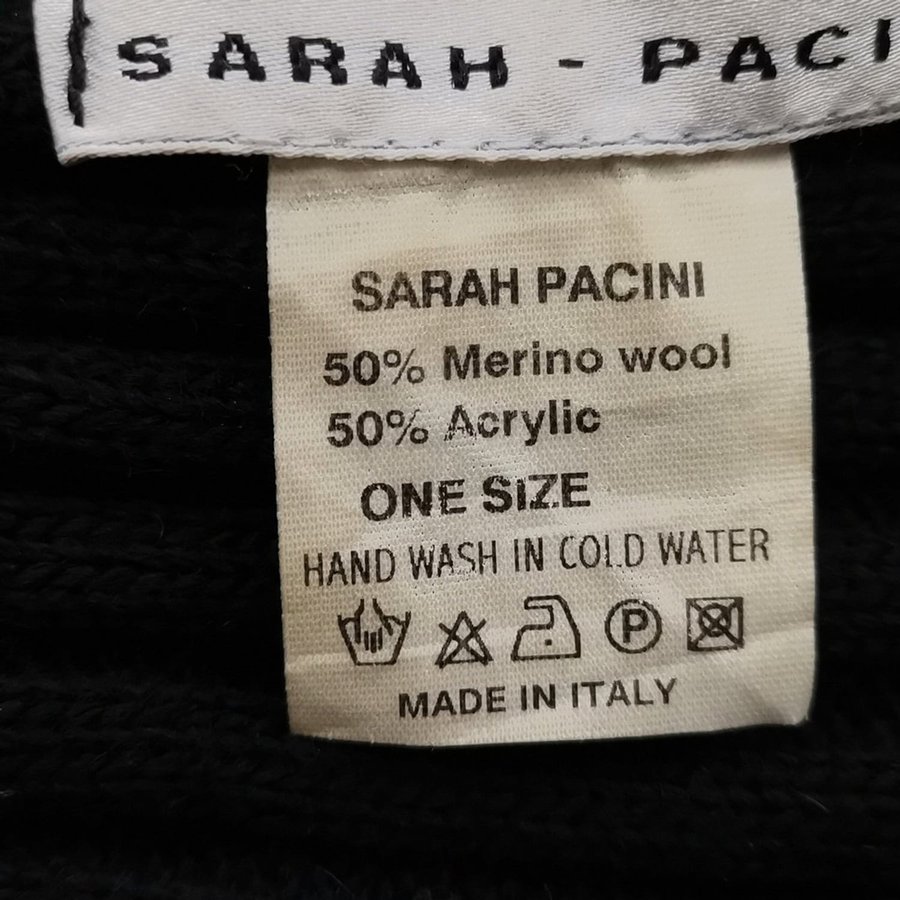 SARAH - PACI
SARAH PACINI
50% Merino wool
50% Acrylic
ONE SIZE
HAND WASH IN COLD WATER
P
MADE IN ITALY